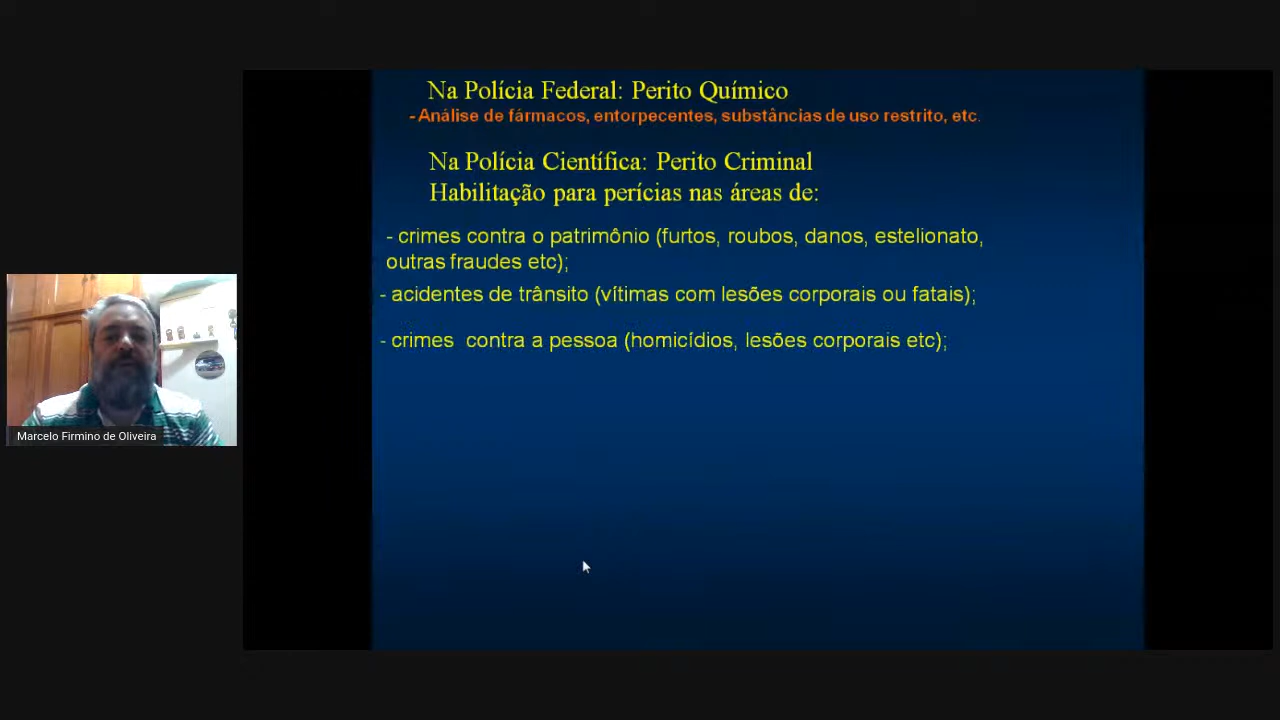 Na Polícia Federal: Perito Químico
- Análise de fármacos, entorpecentes, substâncias de uso restrito, etc.
Na Polícia Científica: Perito Criminal
Habilitação para perícias nas áreas de:
- crimes contra o patrimônio (furtos, roubos, danos, estelionato,
outras fraudes etc);
- acidentes de trânsito (vítimas com lesões corporais ou fatais);
- crimes contra a pessoa (homicídios, lesões corporais etc);
Marcelo Firmino de Oliveira